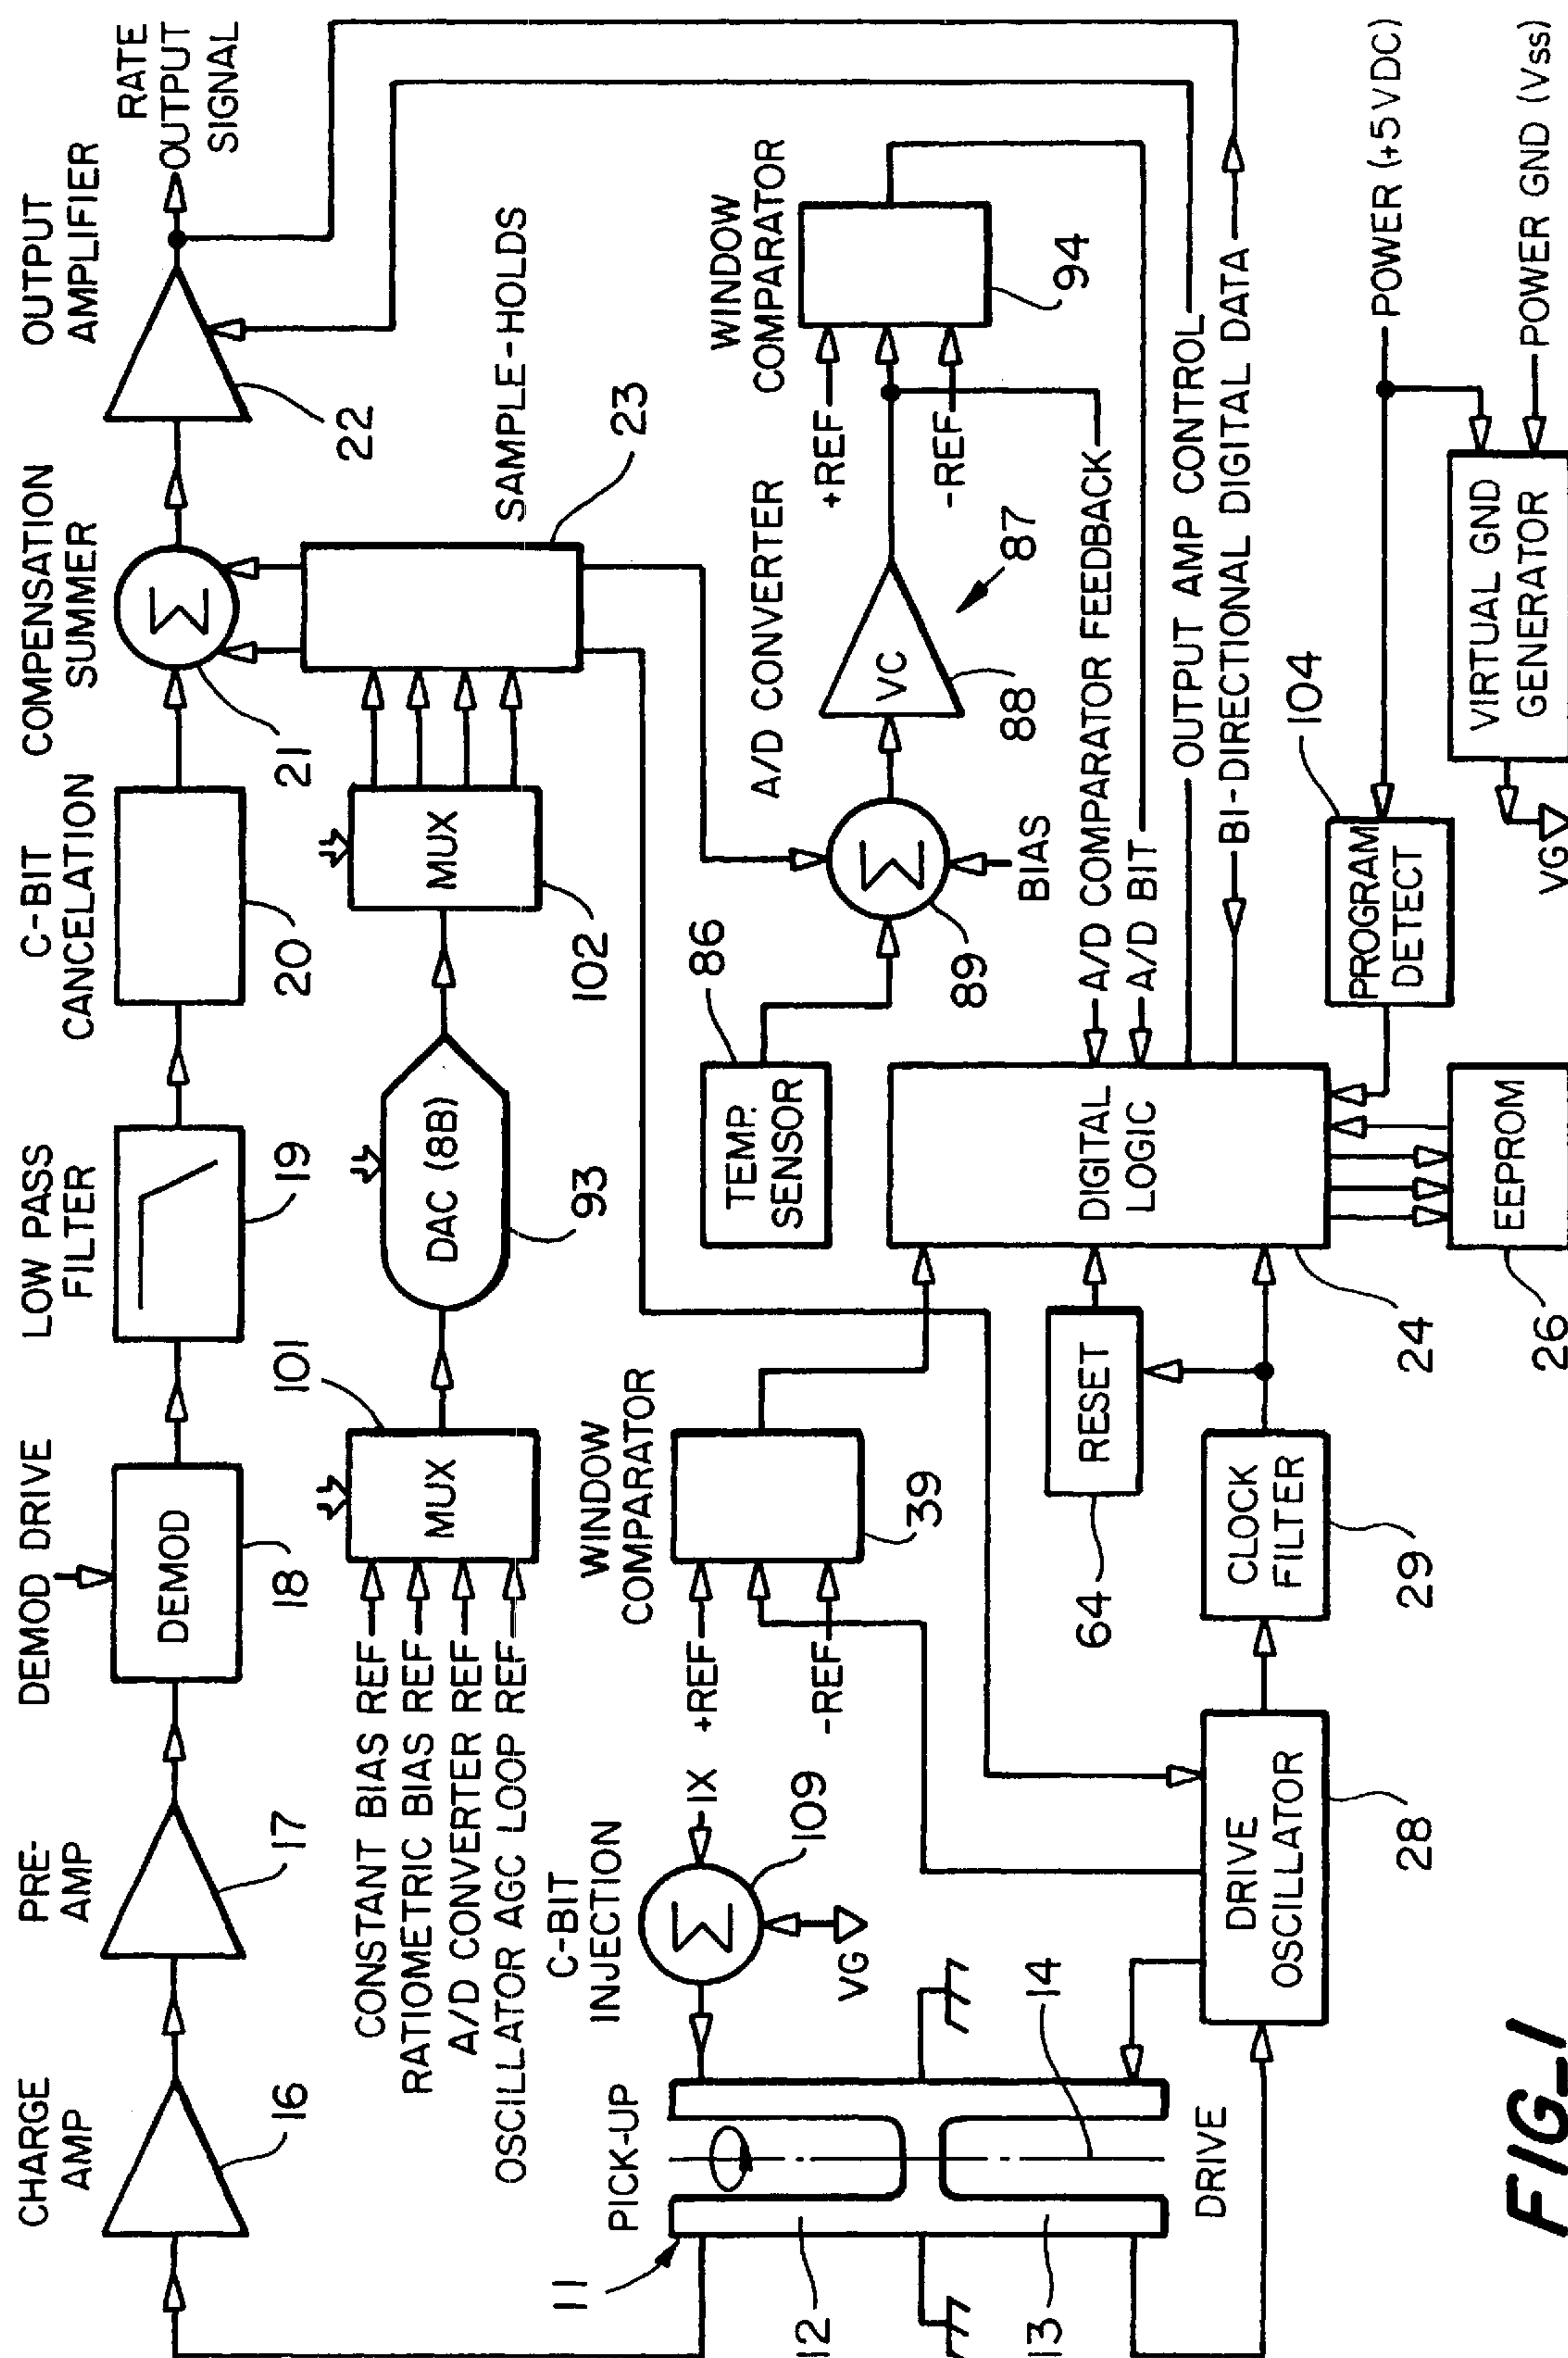 CHARGE
AMP
16
PRE-
AMP
17
DEMOD DRIVE
DEMOD
18
LOW PASS
FILTER
19
C-BIT
CANCELATION
20
COMPENSATION
SUMMER
Σ
21
OUTPUT
AMPLIFIER
22
RATE
OUTPUT
SIGNAL
CONSTANT BIAS REF
RATIOMETRIC BIAS REF
A/D CONVERTER REF
OSCILLATOR AGC LOOP REF
MUX
101
DAC (8B)
93
MUX
102
SAMPLE-HOLDS
23
PICK-UP
11
12
13
14
DRIVE
C-BIT
INJECTION
Σ
109
IX
VG
WINDOW
COMPARATOR
+REF
-REF
39
TEMP.
SENSOR
86
A/D CONVERTER
Σ
89
BIAS
VC
88
87
WINDOW
COMPARATOR
+REF
-REF
94
RESET
64
DIGITAL
LOGIC
24
A/D COMPARATOR FEEDBACK
A/D BIT
OUTPUT AMP CONTROL
BI-DIRECTIONAL DIGITAL DATA
DRIVE
OSCILLATOR
28
CLOCK
FILTER
29
EEPROM
26
PROGRAM
DETECT
104
POWER (+5 VDC)
POWER GND (Vss)
VIRTUAL GND
GENERATOR
VG
FIG_1